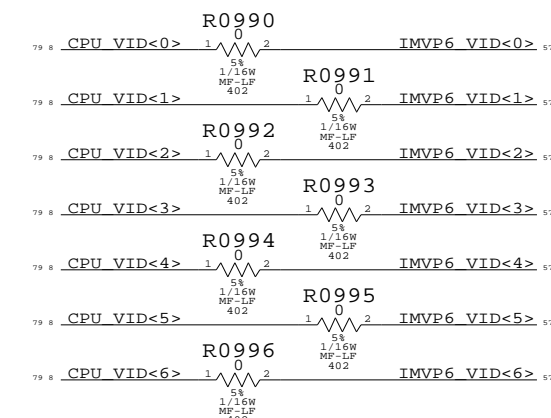 R0990
0
79 8 CPU_VID<0> 1 2 IMVP6_VID<0> 57
5%
1/16W
MF-LF
402
R0991
0
79 8 CPU_VID<1> 1 2 IMVP6_VID<1> 57
5%
1/16W
MF-LF
402
R0992
0
79 8 CPU_VID<2> 1 2 IMVP6_VID<2> 57
5%
1/16W
MF-LF
402
R0993
0
79 8 CPU_VID<3> 1 2 IMVP6_VID<3> 57
5%
1/16W
MF-LF
402
R0994
0
79 8 CPU_VID<4> 1 2 IMVP6_VID<4> 57
5%
1/16W
MF-LF
402
R0995
0
79 8 CPU_VID<5> 1 2 IMVP6_VID<5> 57
5%
1/16W
MF-LF
402
R0996
0
79 8 CPU_VID<6> 1 2 IMVP6_VID<6> 57
5%
1/16W
MF-LF
402